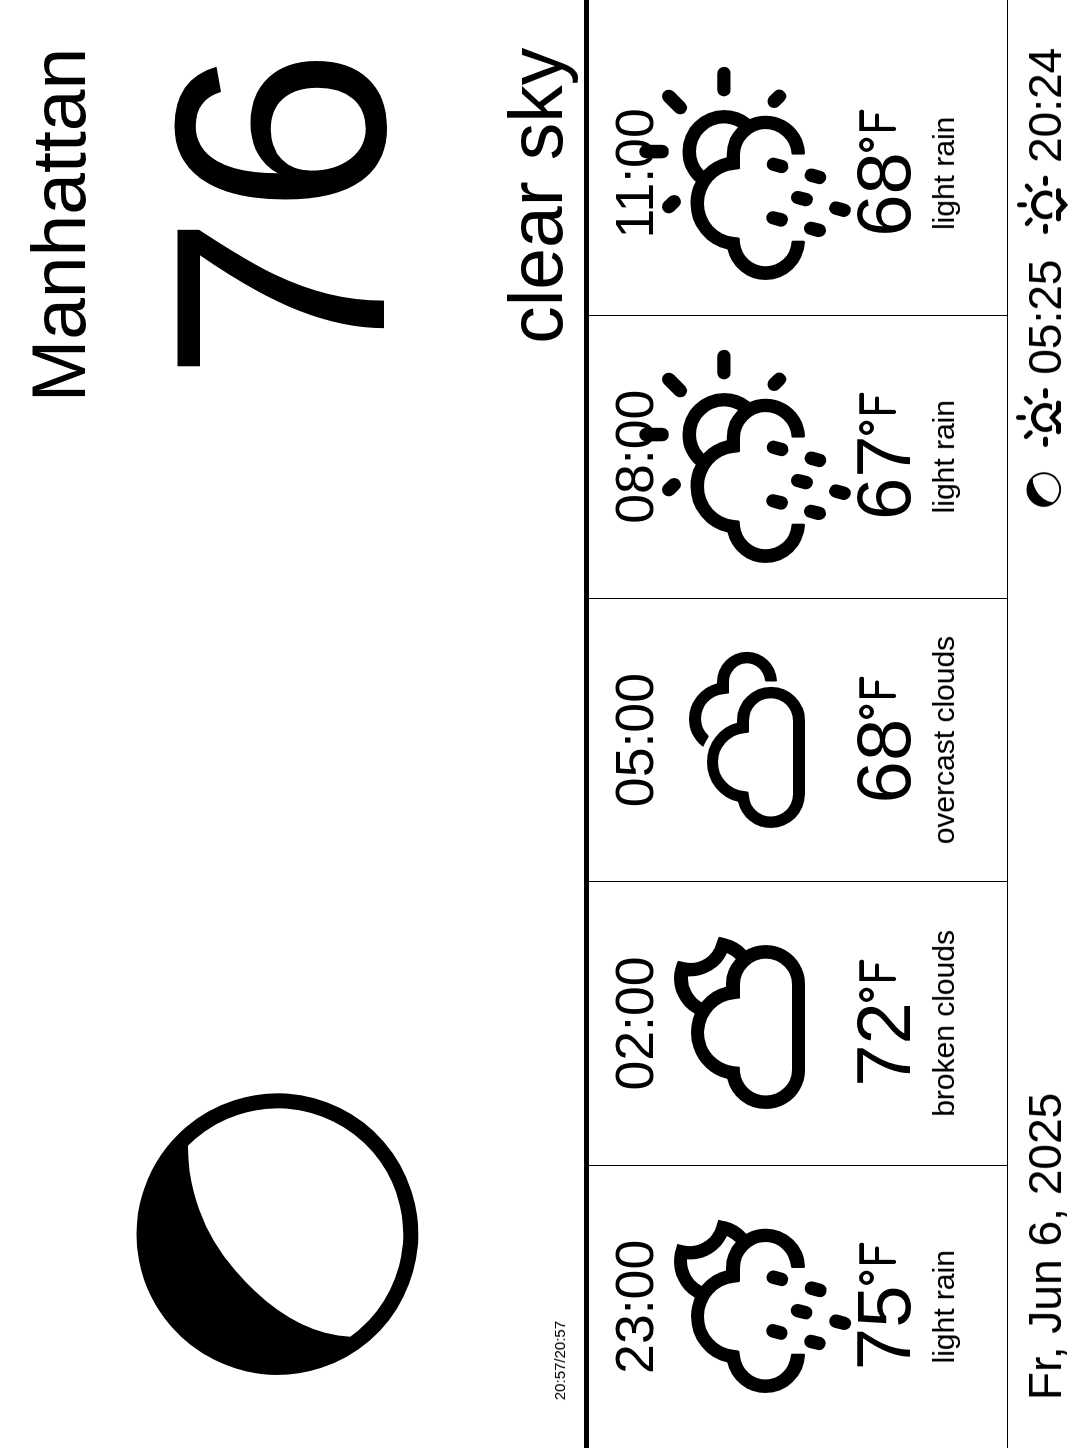 Manhattan
76
clear sky
20:57/20:57
23:00
75°F
light rain
02:00
72°F
broken clouds
05:00
68°F
overcast clouds
08:00
67°F
light rain
11:00
68°F
light rain
Fr, Jun 6, 2025
05:25
20:24